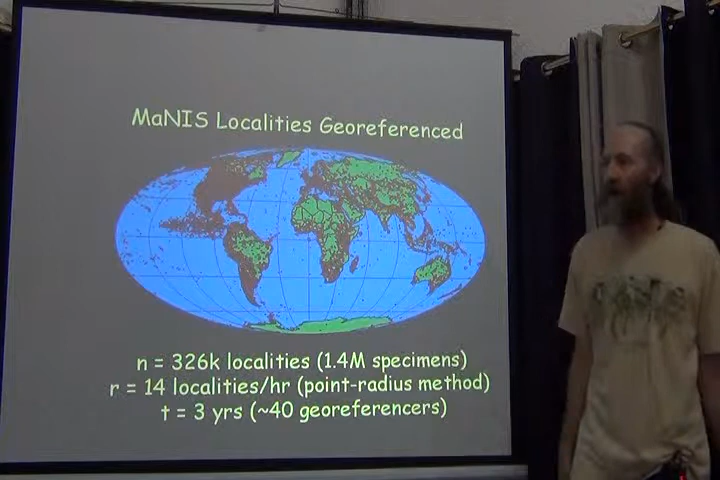 MaNIS Localities Georeferenced
n = 326k localities (1.4M specimens)
r = 14 localities/hr (point-radius method)
t = 3 yrs (~40 georeferencers)